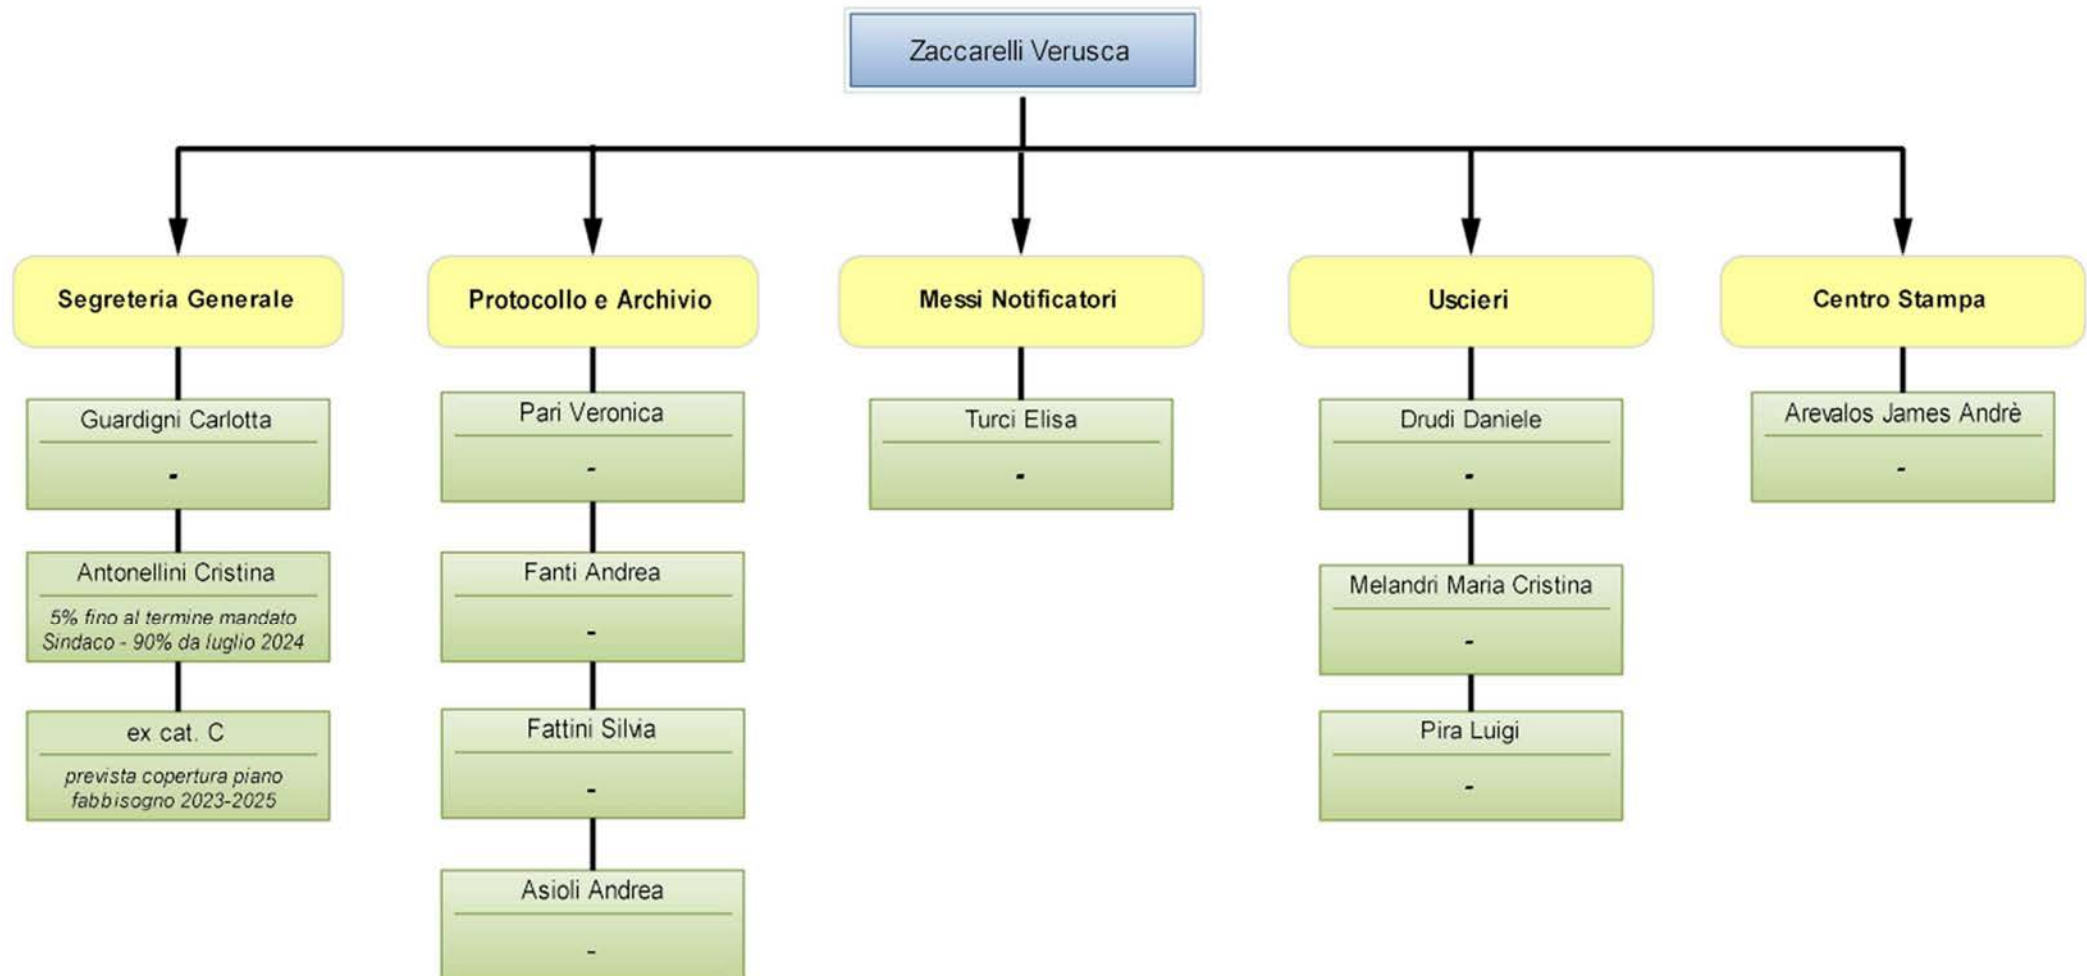 Zaccarelli Verusca
Segreteria Generale
Guardigni Carlotta
-
Antonellini Cristina
5% fino al termine mandato
Sindaco - 90% da luglio 2024
ex cat. C
prevista copertura piano
fabbisogno 2023-2025
Protocollo e Archivio
Pari Veronica
-
Fanti Andrea
-
Fattini Silvia
-
Asioli Andrea
-
Messi Notificatori
Turci Elisa
-
Uscieri
Drudi Daniele
-
Melandri Maria Cristina
-
Pira Luigi
-
Centro Stampa
Arevalos James Andrè
-